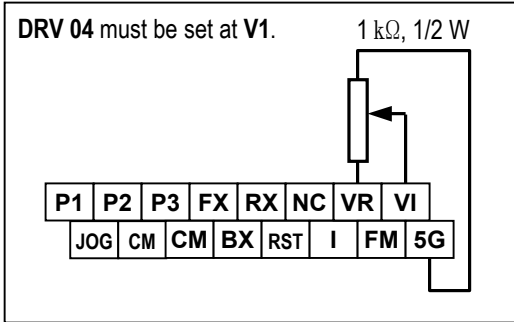 DRV 04 must be set at V1. 1 kΩ, 1/2 W
P1 P2 P3 FX RX NC VR VI
JOG CM CM BX RST I FM 5G